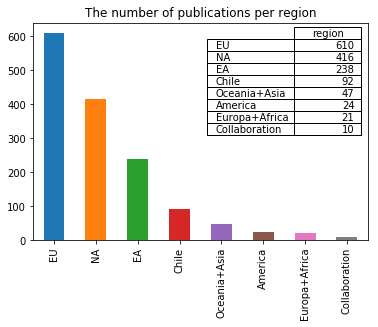 The number of publications per region
region
EU 610
NA 416
EA 238
Chile 92
Oceania+Asia 47
America 24
Europa+Africa 21
Collaboration 10
600
500
400
300
200
100
0
EU
NA
EA
Chile
Oceania+Asia
America
Europa+Africa
Collaboration